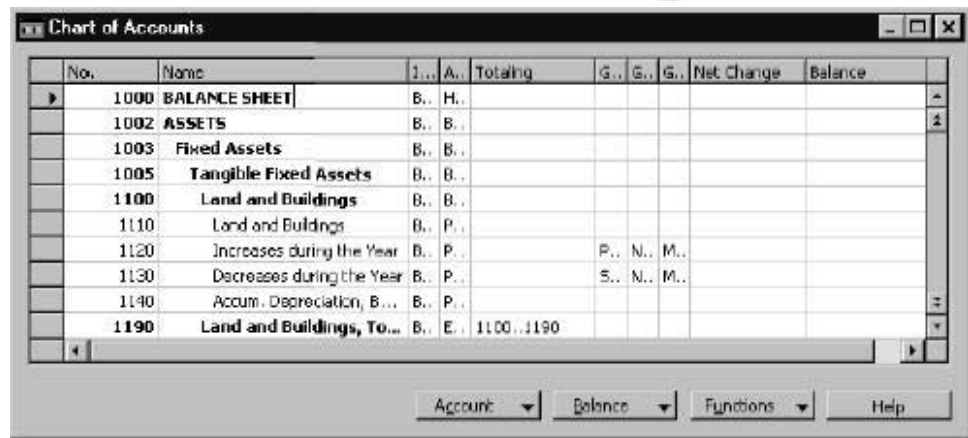 Chart of Accounts
No. Name I... A.. Totaling G.. G.. G.. Net Change Balance
1000 BALANCE SHEET B.. H..
1002 ASSETS B.. B..
1003 Fixed Assets B.. B..
1005 Tangible Fixed Assets B.. B..
1100 Land and Buildings B.. B..
1110 Land and Buildings B.. P..
1120 Increases during the Year B.. P.. P.. N.. M..
1130 Decreases during the Year B.. P.. S.. N.. M..
1140 Accum. Depreciation, B... B.. P..
1190 Land and Buildings, To... B.. E.. 1100..1190
Account Balance Functions Help